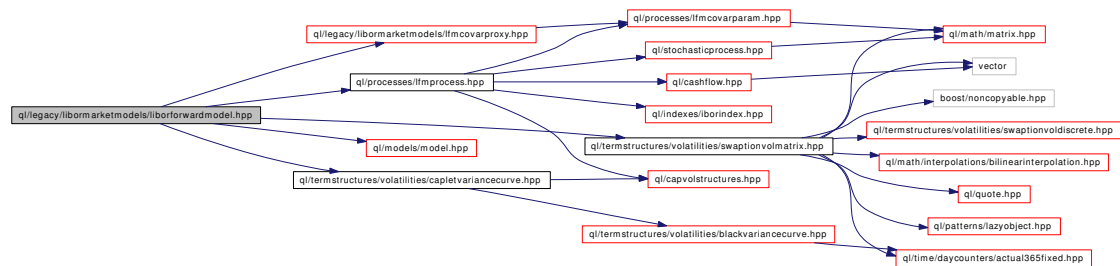 ql/legacy/libormarketmodels/liborforwardmodel.hpp
ql/legacy/libormarketmodels/lfmcovarproxy.hpp
ql/processes/lfmprocess.hpp
ql/models/model.hpp
ql/termstructures/volatilities/capletvariancecurve.hpp
ql/processes/lfmcovarparam.hpp
ql/stochasticprocess.hpp
ql/cashflow.hpp
ql/indexes/iborindex.hpp
ql/termstructures/volatilities/swaptionvolmatrix.hpp
ql/capvolstructures.hpp
ql/termstructures/volatilities/blackvariancecurve.hpp
ql/math/matrix.hpp
vector
boost/noncopyable.hpp
ql/termstructures/volatilities/swaptionvoldiscrete.hpp
ql/math/interpolations/bilinearinterpolation.hpp
ql/quote.hpp
ql/patterns/lazyobject.hpp
ql/time/daycounters/actual365fixed.hpp